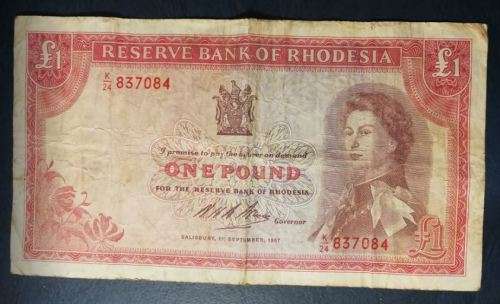 RESERVE BANK OF RHODESIA
£1
£1
K/24 837084
I promise to pay the bearer on demand
ONE POUND
FOR THE RESERVE BANK OF RHODESIA
Governor
SALISBURY, 1ST SEPTEMBER, 1967
K/24 837084
£1